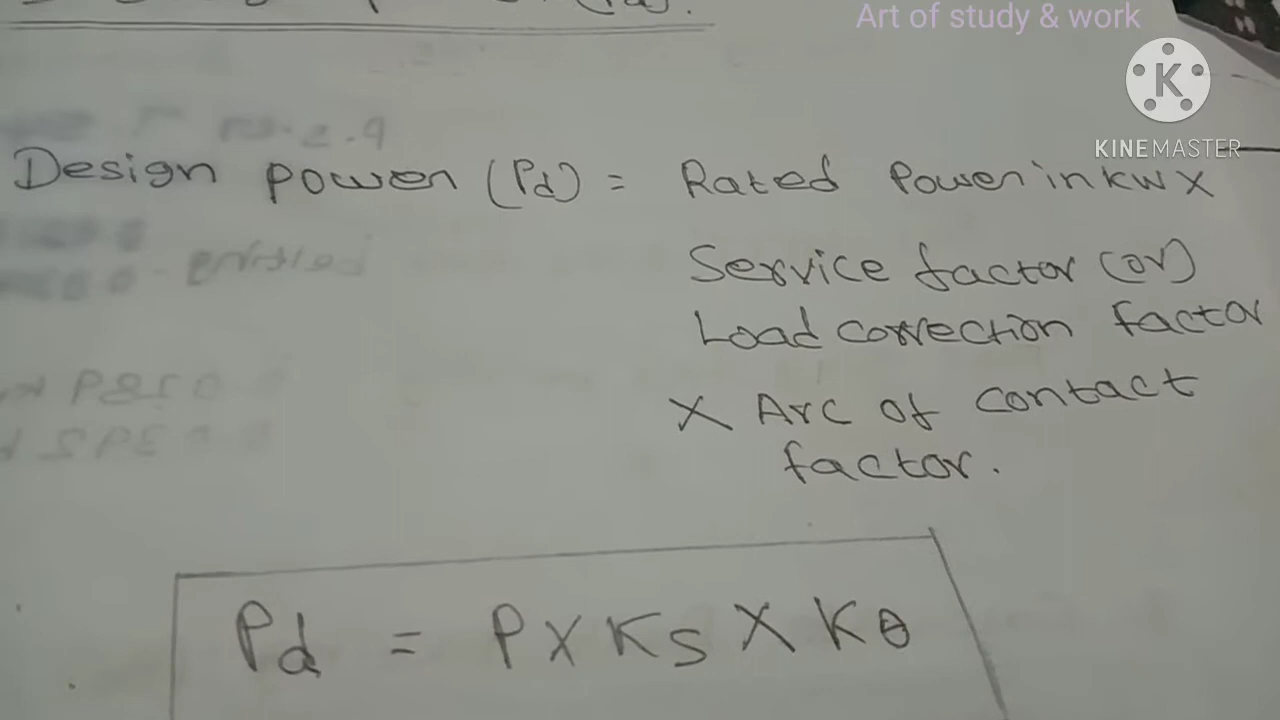 Art of study & work
KINEMASTER
Design power (Pd) = Rated Power in kW X
Service factor (or)
Load correction factor
X Arc of contact
factor.
Pd = P X Ks X Kθ